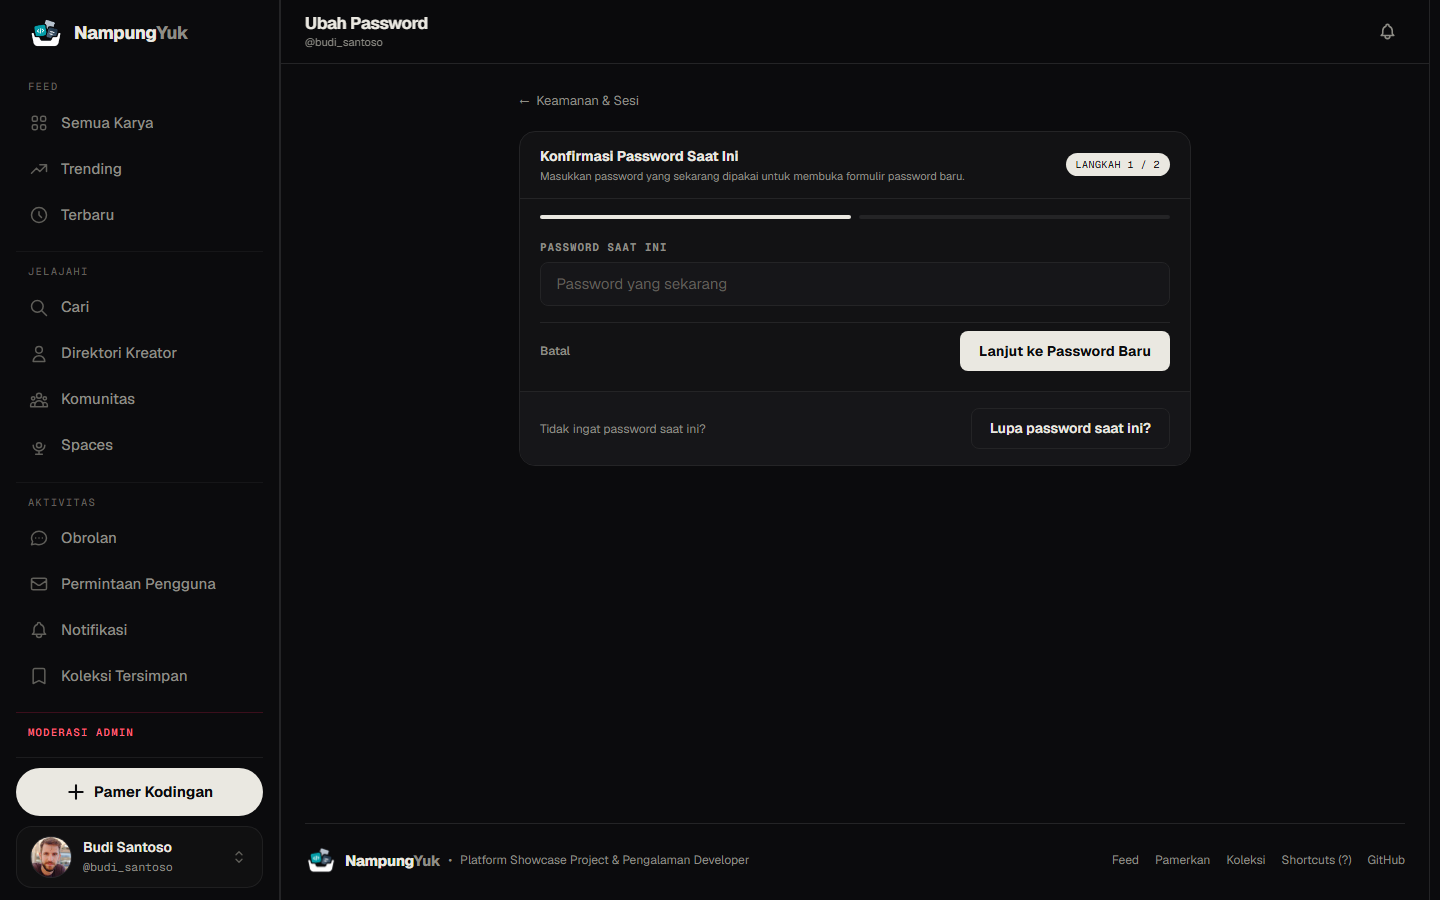 NampungYuk
FEED
Semua Karya
Trending
Terbaru
JELAJAHI
Cari
Direktori Kreator
Komunitas
Spaces
AKTIVITAS
Obrolan
Permintaan Pengguna
Notifikasi
Koleksi Tersimpan
MODERASI ADMIN
Pamer Kodingan
Budi Santoso
@budi_santoso
Ubah Password
@budi_santoso
← Keamanan & Sesi
Konfirmasi Password Saat Ini
Masukkan password yang sekarang dipakai untuk membuka formulir password baru.
LANGKAH 1 / 2
PASSWORD SAAT INI
Password yang sekarang
Batal
Lanjut ke Password Baru
Tidak ingat password saat ini?
Lupa password saat ini?
NampungYuk • Platform Showcase Project & Pengalaman Developer
Feed Pamerkan Koleksi Shortcuts (?) GitHub